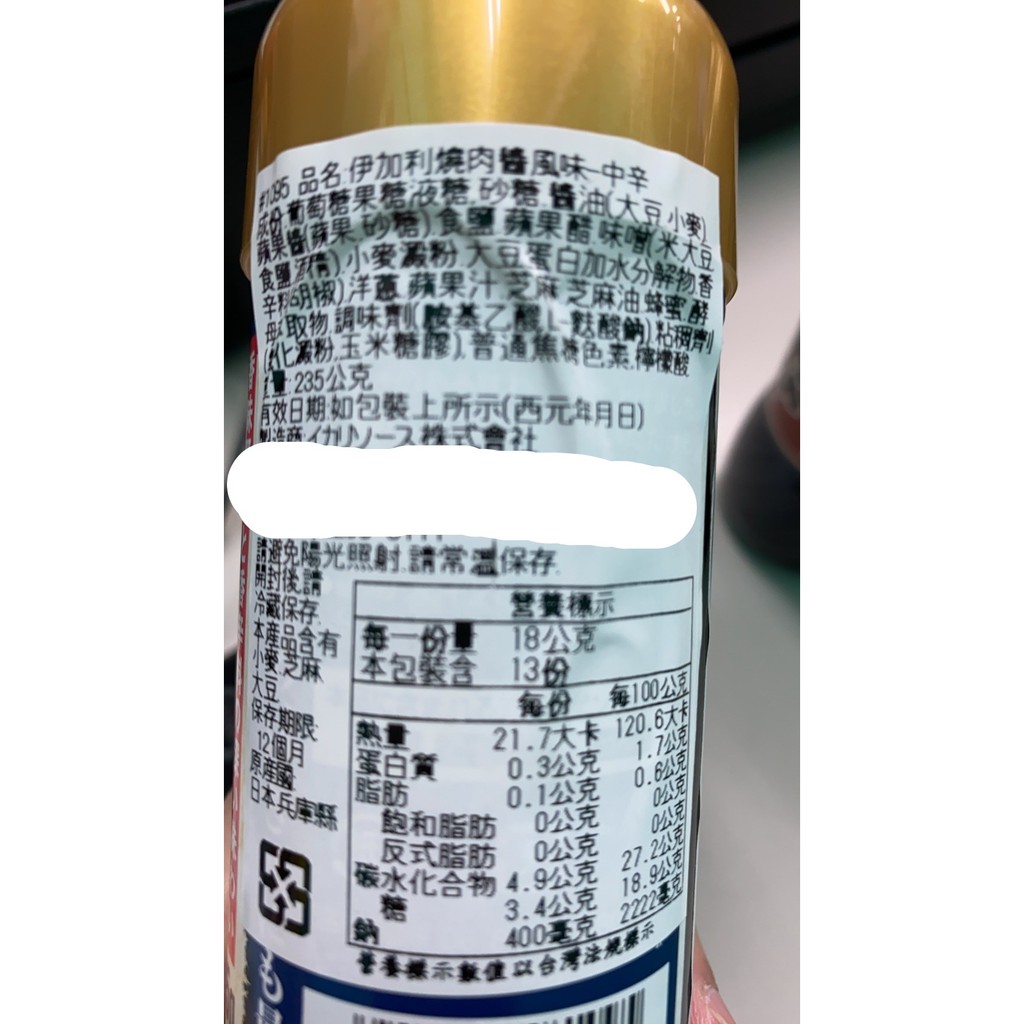 #1095 品名:伊加利燒肉醬風味-中辛
成份:葡萄糖果糖液糖.砂糖.醬油(大豆.小麥).
蘋果醬(蘋果.砂糖).食鹽.蘋果醋.味噌(米.大豆
食鹽.酒精).小麥澱粉.大豆蛋白加水分解物.香
辛料(胡椒).洋蔥.蘋果汁.芝麻.芝麻油.蜂蜜.酵
母 取物.調味劑(胺基乙酸.L-麩酸鈉).粘稠劑
( 化澱粉.玉米糖膠).普通焦糖色素.檸檬酸
量:235公克
有效日期:如包裝上所示(西元年月日)
製造商:イカリソース株式會社
請避免陽光照射.請常溫保存.
開封後.請
冷藏保存.
本產品含有
小麥.芝麻
大豆
保存期限:
12個月
原產國:
日本兵庫縣
營養標示
每一份量 18公克
本包裝含 13份
每份 每100公克
熱量 21.7大卡 120.6大卡
蛋白質 0.3公克 1.7公克
脂肪 0.1公克 0.6公克
飽和脂肪 0公克 0公克
反式脂肪 0公克 0公克
碳水化合物 4.9公克 27.2公克
糖 3.4公克 18.9公克
鈉 400毫克 2222毫克
營養標示數值以台灣法規標示